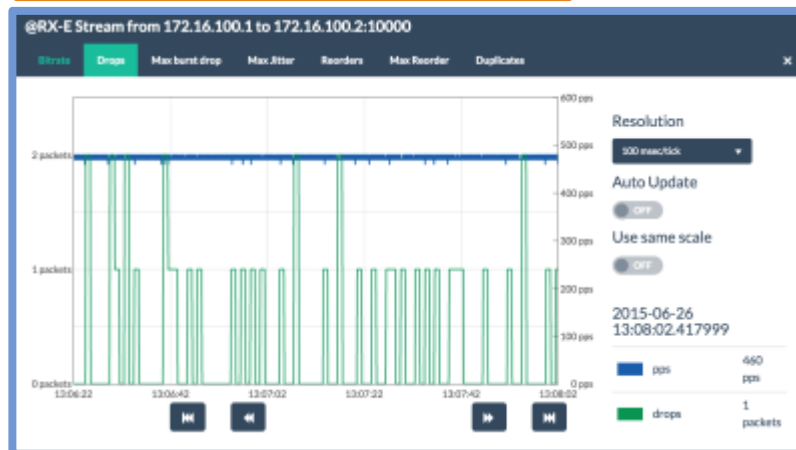 @RX-E Stream from 172.16.100.1 to 172.16.100.2:10000
Bitrate Drops Max burst drop Max Jitter Reorders Max Reorder Duplicates ×
600 pps
500 pps
400 pps
300 pps
200 pps
100 pps
0 pps
2 packets
1 packets
0 packets
13:06:22 13:06:42 13:07:02 13:07:22 13:07:42 13:08:02
Resolution
100 msec/tick
Auto Update
OFF
Use same scale
OFF
2015-06-26
13:08:02.417999
pps 460
pps
drops 1
packets